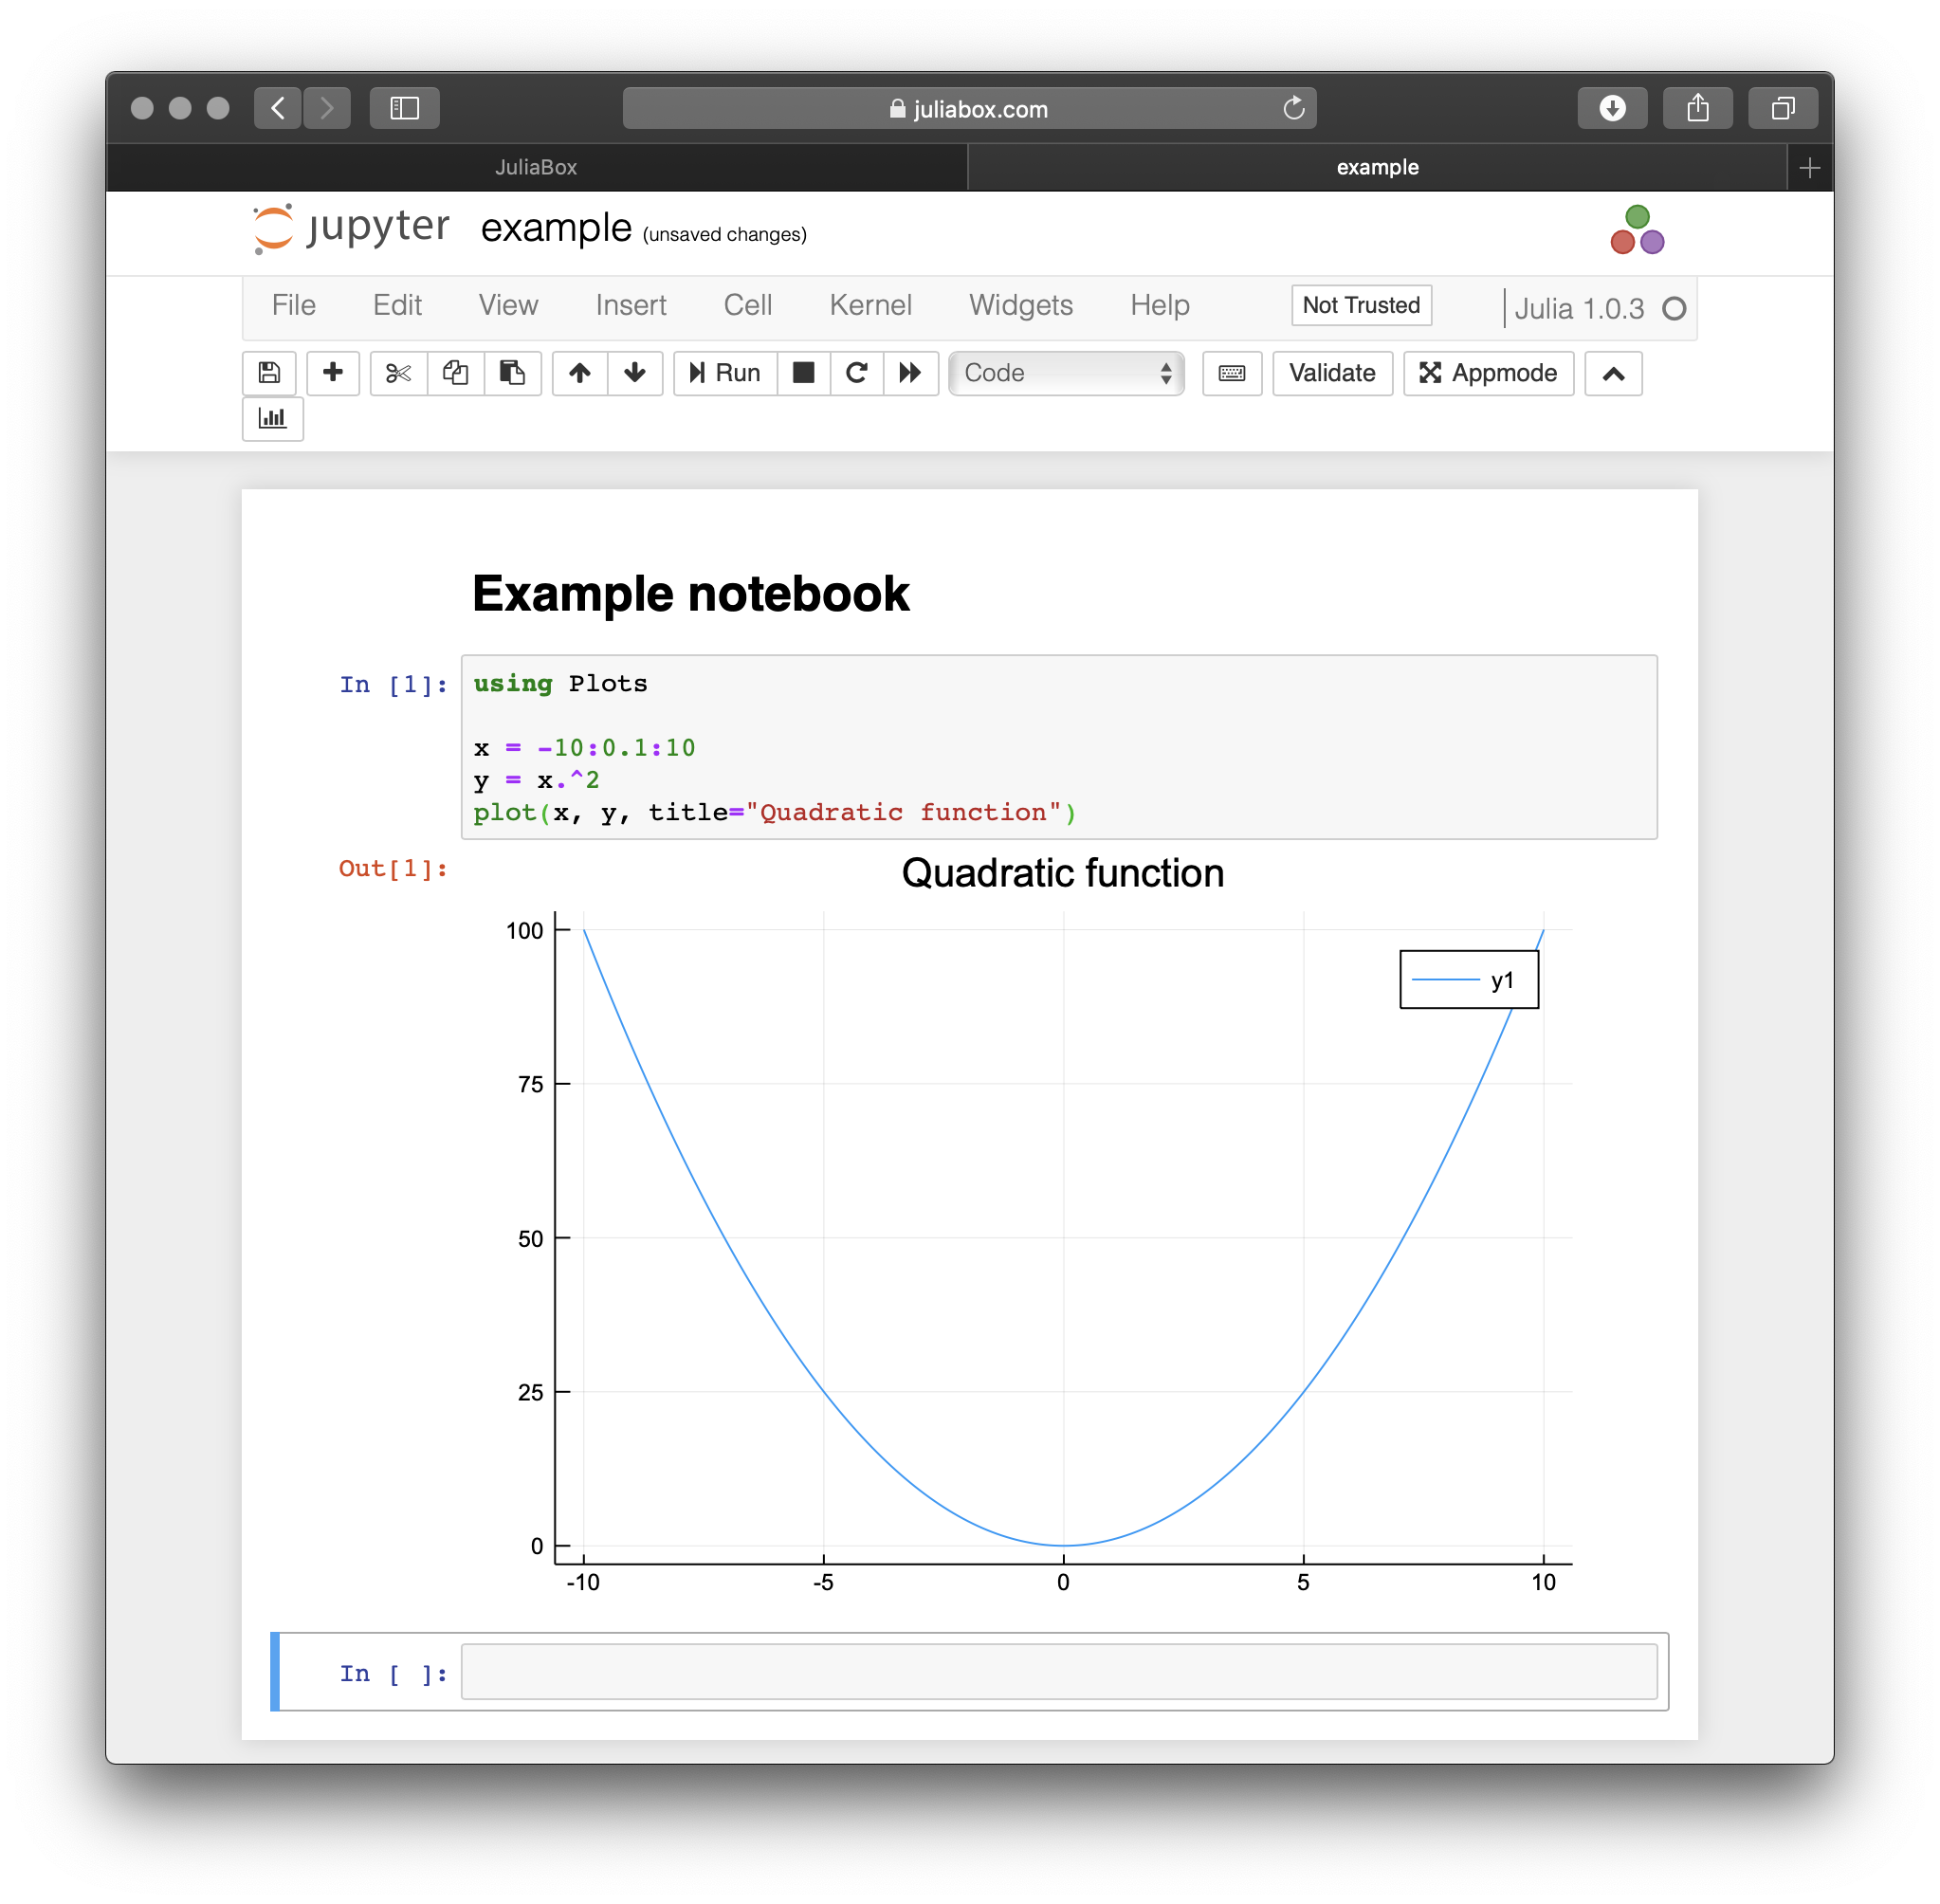 juliabox.com
JuliaBox example
jupyter example (unsaved changes)
File Edit View Insert Cell Kernel Widgets Help Not Trusted Julia 1.0.3
Run Code Validate Appmode
Example notebook
In [1]: using Plots
x = -10:0.1:10
y = x.^2
plot(x, y, title="Quadratic function")
Out[1]:
Quadratic function
100
y1
75
50
25
0
-10 -5 0 5 10
In [ ]: